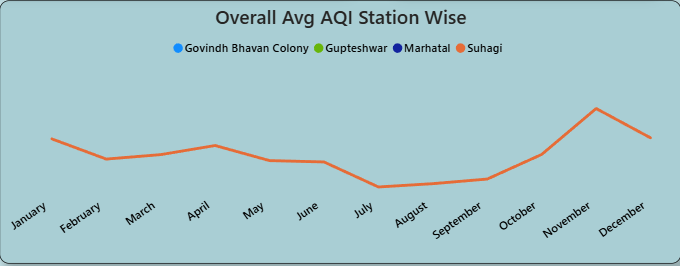 Overall Avg AQI Station Wise
Govindh Bhavan Colony Gupteshwar Marhatal Suhagi
January February March April May June July August September October November December